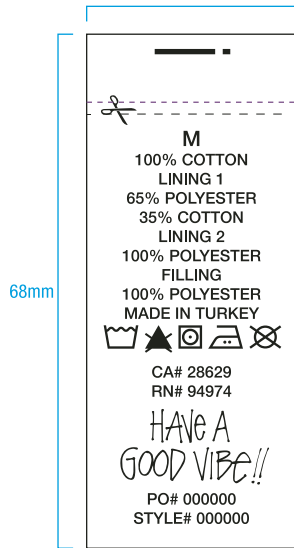 M
100% COTTON
LINING 1
65% POLYESTER
35% COTTON
LINING 2
100% POLYESTER
FILLING
100% POLYESTER
MADE IN TURKEY
CA# 28629
RN# 94974
HAVE A
GOOD VIBE!!
PO# 000000
STYLE# 000000
68mm